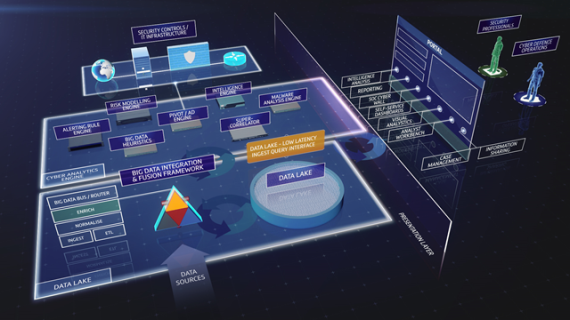 SECURITY CONTROLS /
IT INFRASTRUCTURE
SECURITY
PROFESSIONALS
CYBER DEFENCE
OPERATIONS
PORTAL
INTELLIGENCE
ANALYSIS
REPORTING
SOC CYBER
WALL
SELF-SERVICE
DASHBOARDS
VISUAL
ANALYTICS
ANALYST
WORKBENCH
CASE
MANAGEMENT
INFORMATION
SHARING
INTELLIGENCE
ENGINE
RISK MODELLING
ENGINE
MALWARE
ANALYSIS ENGINE
PIVOT / AD
ENGINE
ALERTING RULE
ENGINE
SUPER-
CORRELATOR
BIG DATA
HEURISTICS
CYBER ANALYTICS
ENGINE
DATA LAKE – LOW LATENCY
INGEST QUERY INTERFACE
BIG DATA INTEGRATION
& FUSION FRAMEWORK
BIG DATA BUS / ROUTER
ENRICH
NORMALISE
INGEST
ETL
DATA LAKE
DATA LAKE
DATA
SOURCES
PRESENTATION LAYER